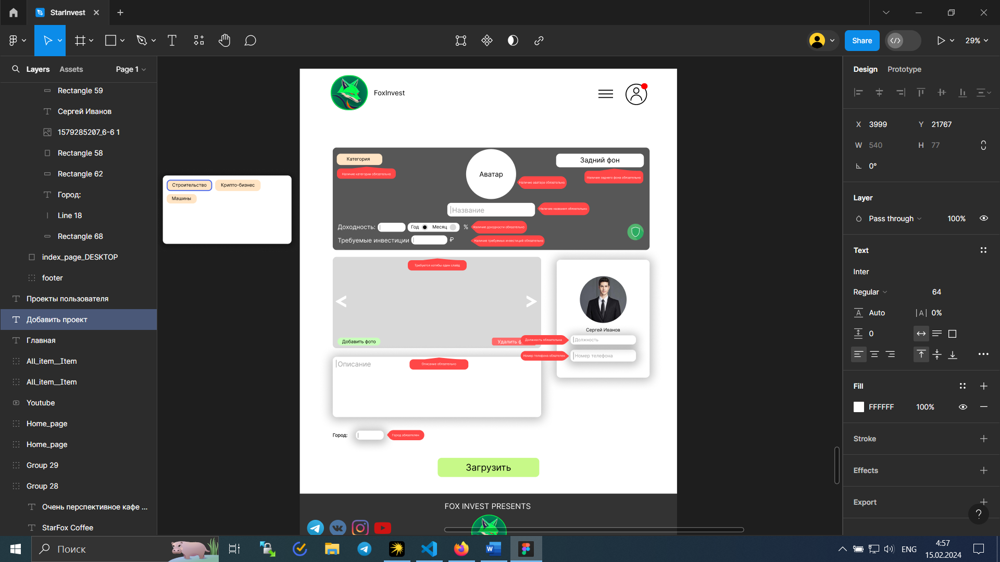 StarInvest
Share
29%
Layers
Assets
Page 1
Rectangle 59
Сергей Иванов
1579285207_6-6 1
Rectangle 58
Rectangle 62
Город:
Line 18
Rectangle 68
index_page_DESKTOP
footer
Проекты пользователя
Добавить проект
Главная
All_item__Item
All_item__Item
Youtube
Home_page
Home_page
Group 29
Group 28
Очень перспективное кафе ...
StarFox Coffee
Строительство
Крипто-бизнес
Машины
FoxInvest
Категория
Наличие категории обязательно
Аватар
Наличие аватара обязательно
Задний фон
Наличие заднего фона обязательно
Название
Наличие названия обязательно
Доходность:
Год
Месяц
%
Наличие доходности обязательно
Требуемые инвестиции
₽
Наличие требуемых инвестиций обязательно
Требуется хотябы один слайд
<
>
Добавить фото
Удалить ф
Сергей Иванов
Должность обязательна
Должность
Номер телефона
Описание
Описание обязательно
Город:
Город обязателен
Загрузить
FOX INVEST PRESENTS
Design
Prototype
X 3999
Y 21767
W 540
H 77
0°
Layer
Pass through
100%
Text
Inter
Regular
64
Auto
0%
0
Fill
FFFFFF
100%
Stroke
Effects
Export
?
Поиск
ENG
4:57
15.02.2024